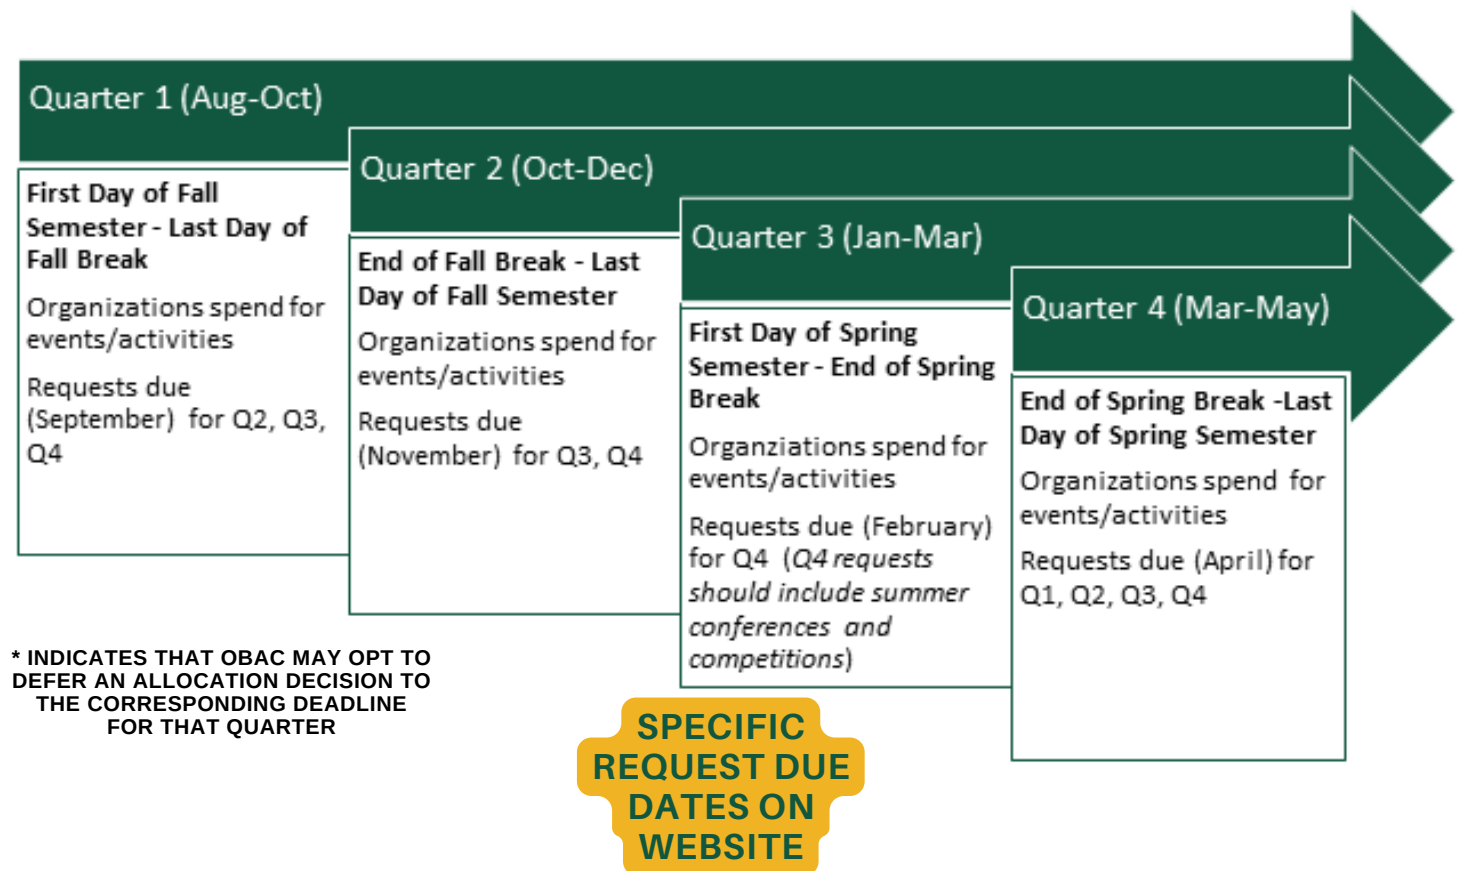 Quarter 1 (Aug-Oct)
First Day of Fall
Semester - Last Day of
Fall Break
Organizations spend for
events/activities
Requests due
(September) for Q2, Q3,
Q4
Quarter 2 (Oct-Dec)
End of Fall Break - Last
Day of Fall Semester
Organizations spend for
events/activities
Requests due
(November) for Q3, Q4
Quarter 3 (Jan-Mar)
First Day of Spring
Semester - End of Spring
Break
Organziations spend for
events/activities
Requests due (February)
for Q4 (Q4 requests
should include summer
conferences and
competitions)
Quarter 4 (Mar-May)
End of Spring Break -Last
Day of Spring Semester
Organizations spend for
events/activities
Requests due (April) for
Q1, Q2, Q3, Q4
* INDICATES THAT OBAC MAY OPT TO
DEFER AN ALLOCATION DECISION TO
THE CORRESPONDING DEADLINE
FOR THAT QUARTER
SPECIFIC
REQUEST DUE
DATES ON
WEBSITE